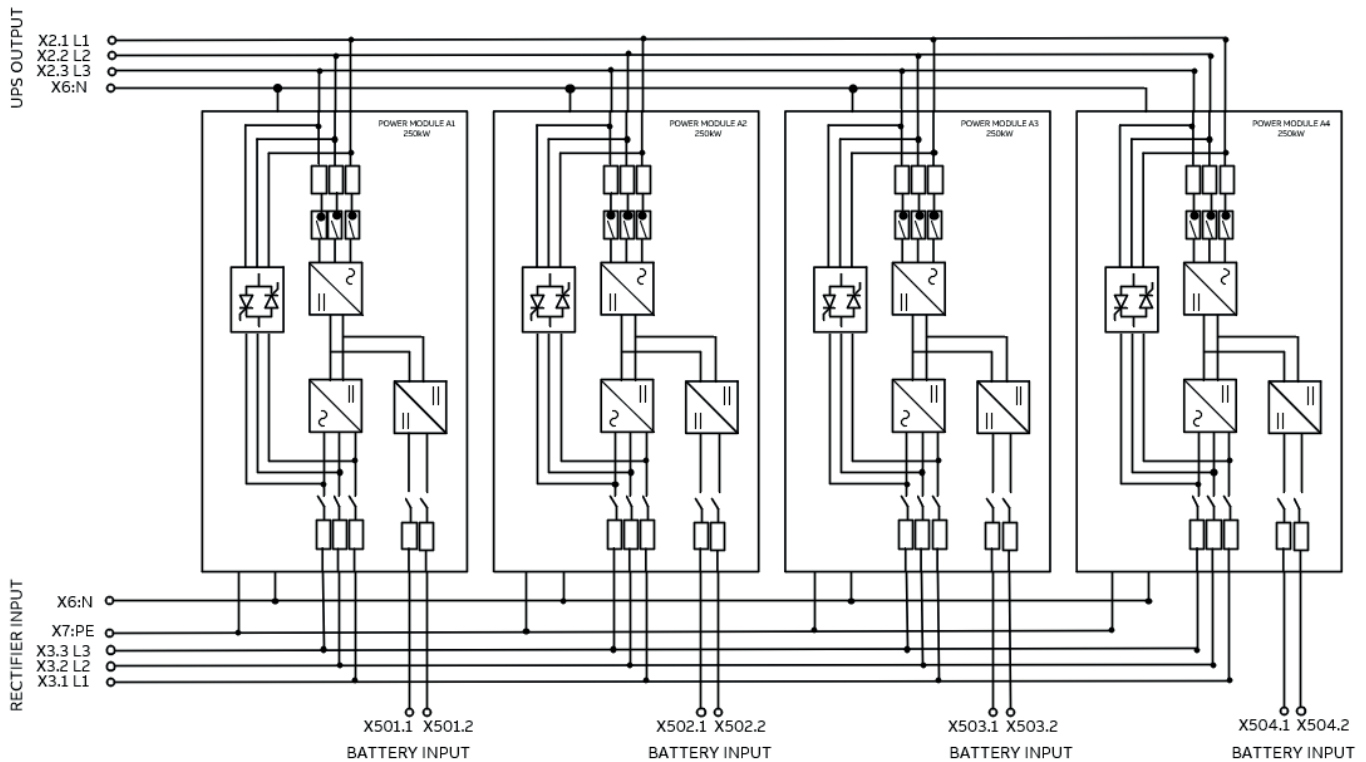 UPS OUTPUT
X2.1 L1
X2.2 L2
X2.3 L3
X6:N
POWER MODULE A1
250kW
POWER MODULE A2
250kW
POWER MODULE A3
250kW
POWER MODULE A4
250kW
RECTIFIER INPUT
X6:N
X7:PE
X3.3 L3
X3.2 L2
X3.1 L1
X501.1 X501.2
BATTERY INPUT
X502.1 X502.2
BATTERY INPUT
X503.1 X503.2
BATTERY INPUT
X504.1 X504.2
BATTERY INPUT